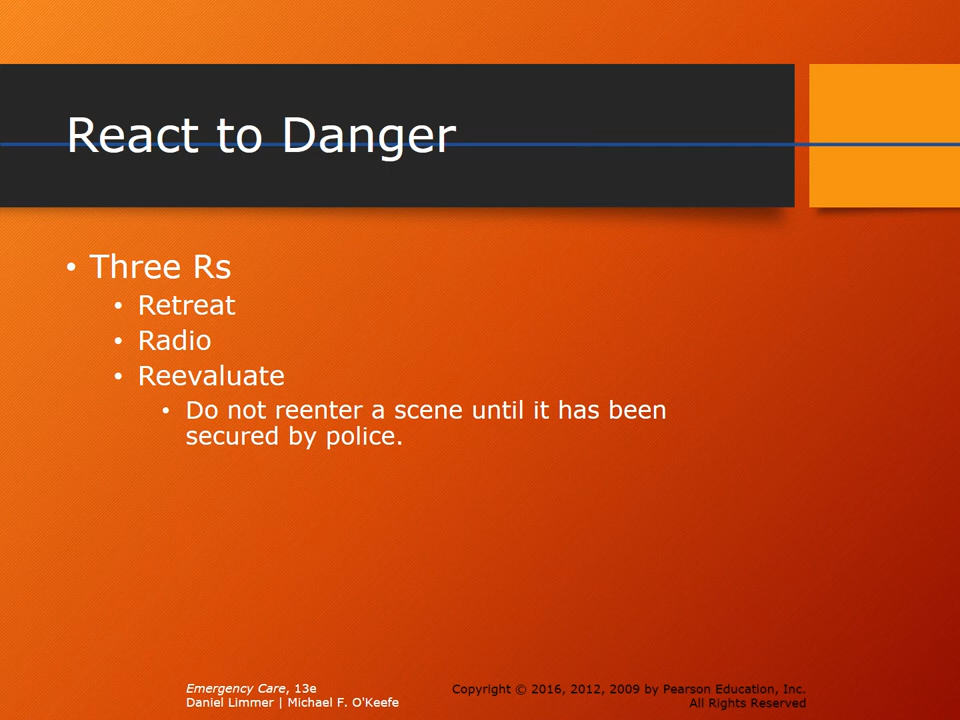 React to Danger
• Three Rs
• Retreat
• Radio
• Reevaluate
• Do not reenter a scene until it has been
secured by police.
Emergency Care, 13e
Daniel Limmer | Michael F. O'Keefe
Copyright © 2016, 2012, 2009 by Pearson Education, Inc.
All Rights Reserved